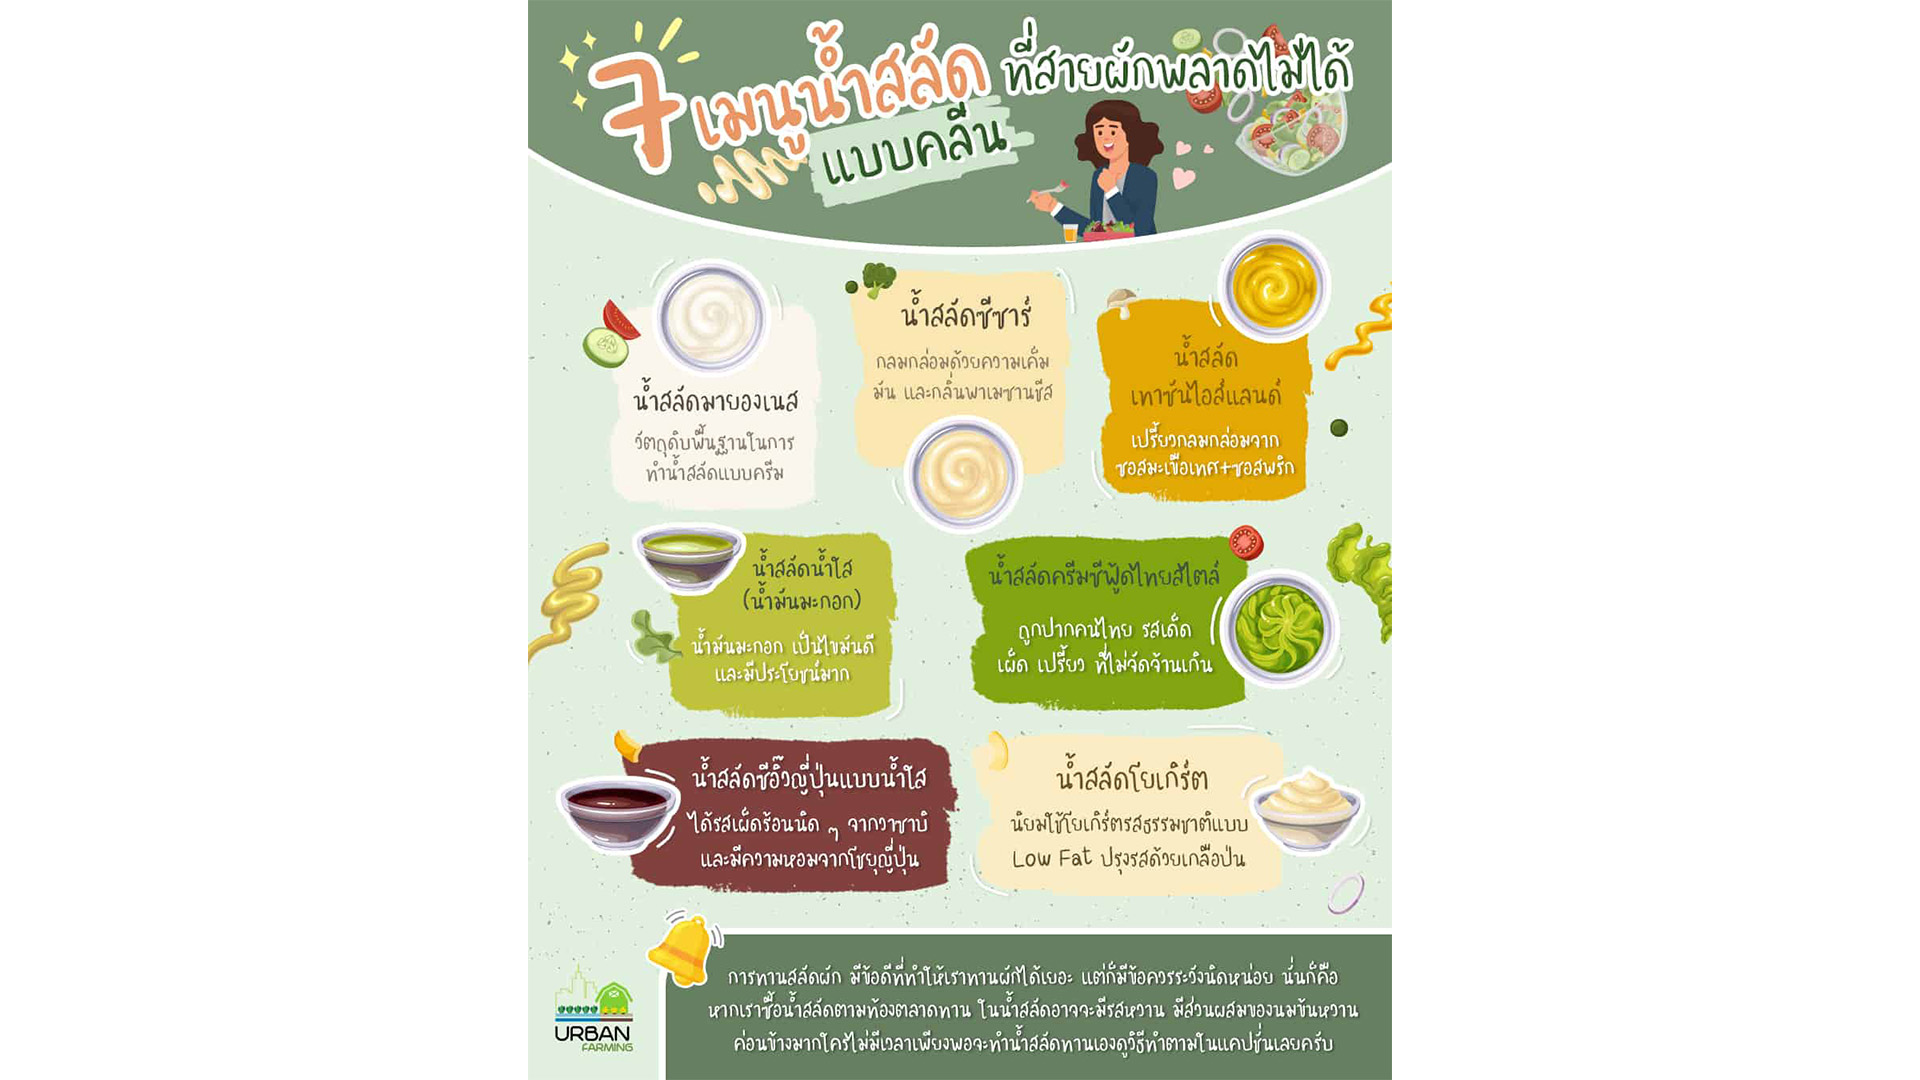 7 เมนูน้ำสลัด ที่สายผักพลาดไม่ได้
แบบคลีน
น้ำสลัดมายองเนส
วัตถุดิบพื้นฐานในการ
ทำน้ำสลัดแบบครีม
น้ำสลัดซีซาร์
กลมกล่อมด้วยความเค็ม
มัน และกลิ่นพาเมซานชีส
น้ำสลัด
เทาซันไอส์แลนด์
เปรี้ยวกลมกล่อมจาก
ซอสมะเขือเทศ+ซอสพริก
น้ำสลัดน้ำใส
(น้ำมันมะกอก)
น้ำมันมะกอก เป็นไขมันดี
และมีประโยชน์มาก
น้ำสลัดครีมซีฟู้ดไทยสไตล์
ถูกปากคนไทย รสเด็ด
เผ็ด เปรี้ยว ที่ไม่จัดจ้านเกิน
น้ำสลัดซีอิ๊วญี่ปุ่นแบบน้ำใส
ได้รสเผ็ดร้อนนิด ๆ จากวาซาบิ
และมีความหอมจากโชยุญี่ปุ่น
น้ำสลัดโยเกิร์ต
นิยมใช้โยเกิร์ตรสธรรมชาติแบบ
Low Fat ปรุงรสด้วยเกลือป่น
การทานสลัดผัก มีข้อดีที่ทำให้เราทานผักได้เยอะ แต่ก็มีข้อควรระวังนิดหน่อย นั่นก็คือ
หากเราซื้อน้ำสลัดตามท้องตลาดทาน ในน้ำสลัดอาจจะมีรสหวาน มีส่วนผสมของนมข้นหวาน
ค่อนข้างมากใครไม่มีเวลาเพียงพอจะทำน้ำสลัดทานเองดูวิธีทำตามในแคปชั่นเลยครับ
URBAN
FARMING